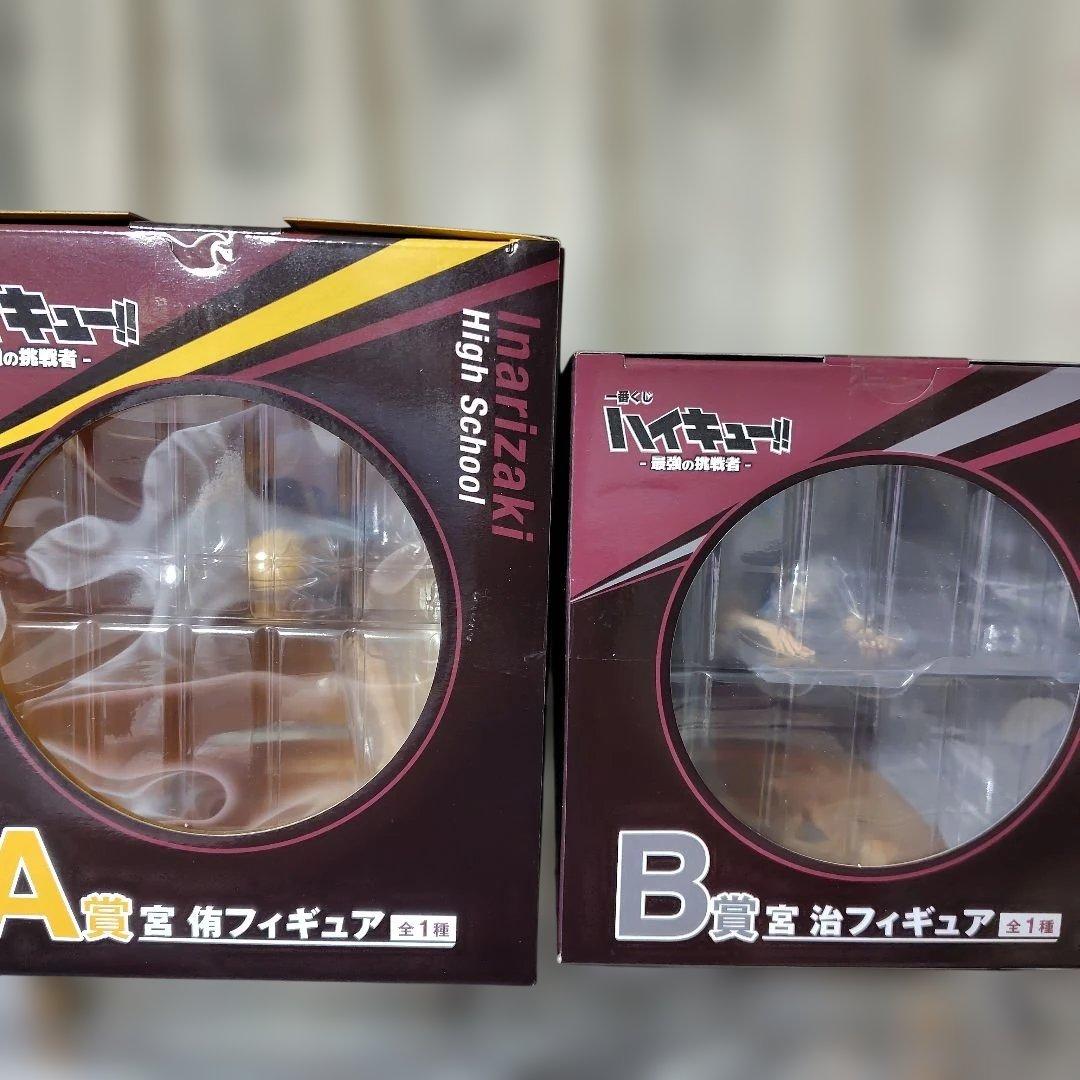 キュー!!
の挑戦者 -
Inarizaki
High School
A賞 宮 侑フィギュア 全1種
一番くじ
ハイキュー!!
- 最強の挑戦者 -
B賞 宮 治フィギュア 全1種